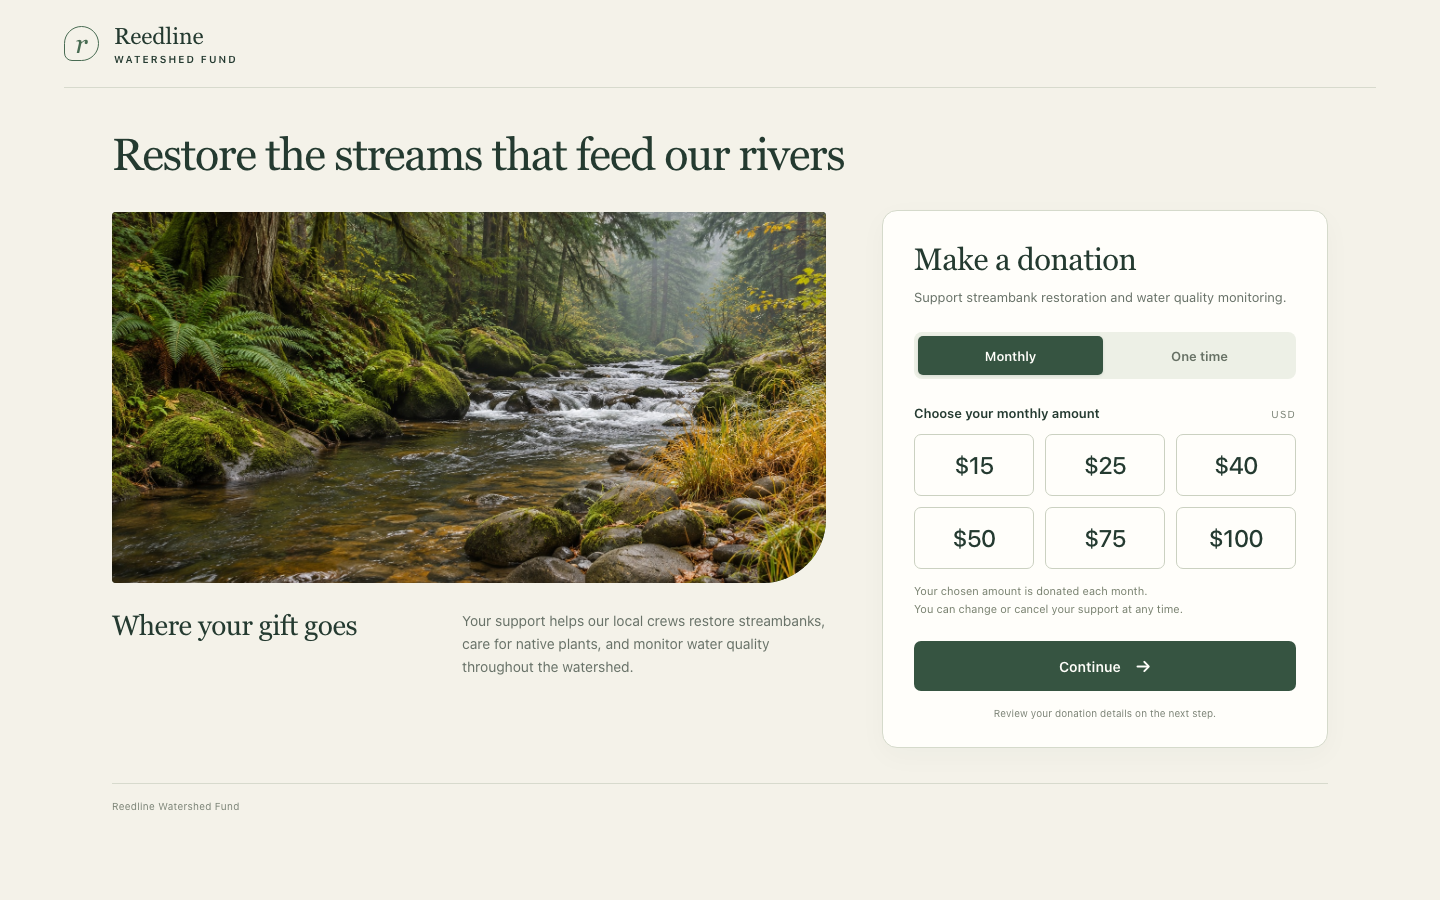 r
Reedline
WATERSHED FUND
Restore the streams that feed our rivers
Make a donation
Support streambank restoration and water quality monitoring.
Monthly
One time
Choose your monthly amount
USD
$15
$25
$40
$50
$75
$100
Your chosen amount is donated each month.
You can change or cancel your support at any time.
Continue →
Review your donation details on the next step.
Where your gift goes
Your support helps our local crews restore streambanks,
care for native plants, and monitor water quality
throughout the watershed.
Reedline Watershed Fund